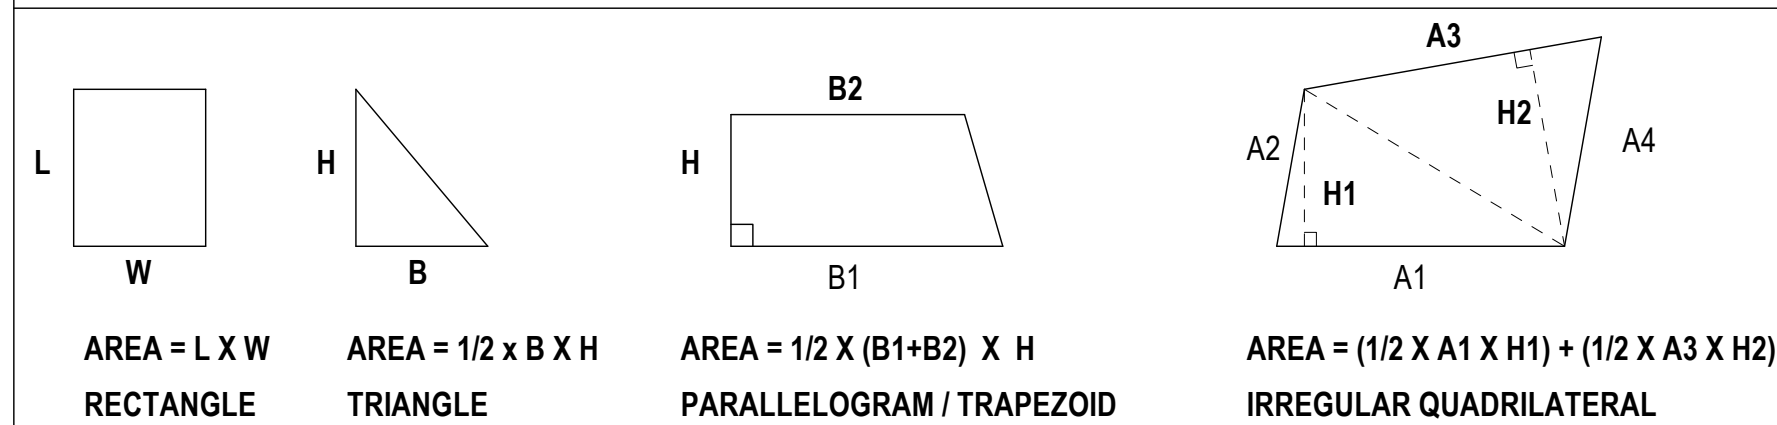 L
W
AREA = L X W
RECTANGLE
H
B
AREA = 1/2 x B X H
TRIANGLE
B2
H
B1
AREA = 1/2 X (B1+B2) X H
PARALLELOGRAM / TRAPEZOID
A3
A2
H1
H2
A4
A1
AREA = (1/2 X A1 X H1) + (1/2 X A3 X H2)
IRREGULAR QUADRILATERAL